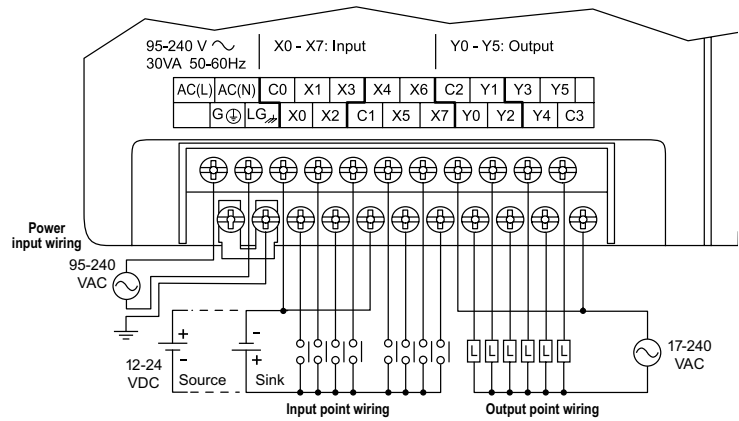 95-240 V
30VA 50-60Hz
X0 - X7: Input
Y0 - Y5: Output
AC(L) AC(N) C0 X1 X3 X4 X6 C2 Y1 Y3 Y5
G LG X0 X2 C1 X5 X7 Y0 Y2 Y4 C3
Power
input wiring
95-240
VAC
+
-
12-24
VDC
Source
-
+
Sink
L L L L L L
17-240
VAC
Input point wiring
Output point wiring